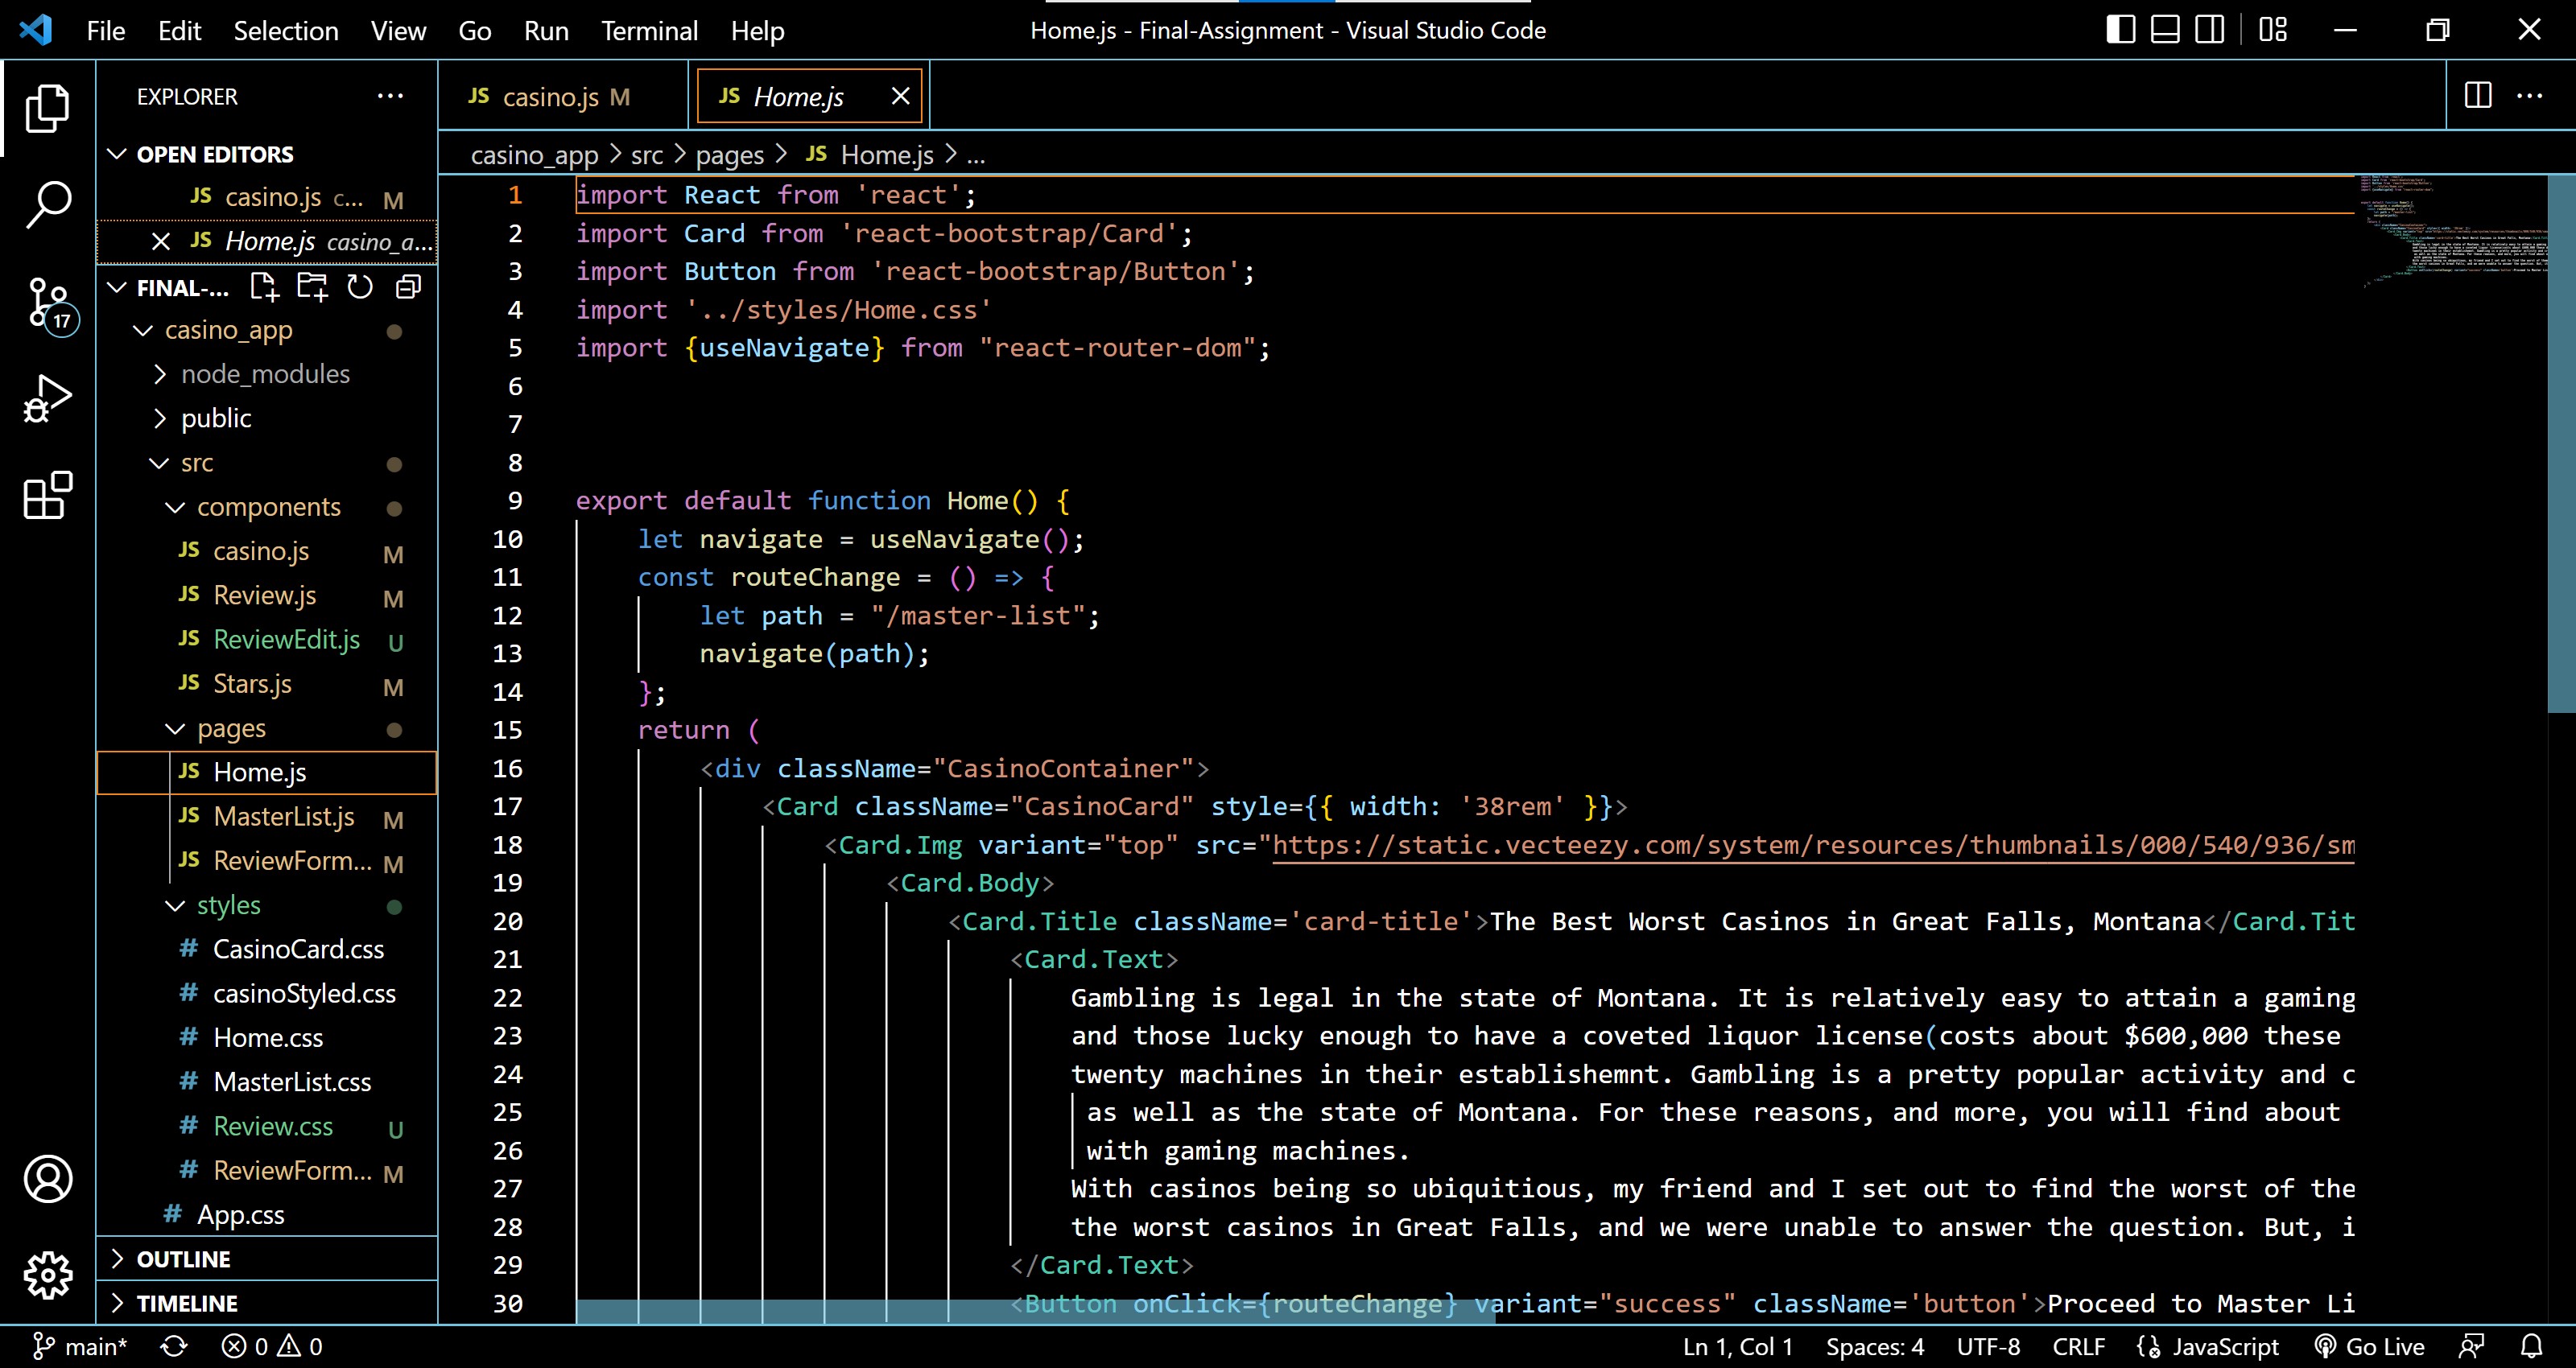 File Edit Selection View Go Run Terminal Help
Home.js - Final-Assignment - Visual Studio Code
EXPLORER
OPEN EDITORS
JS casino.js c... M
JS Home.js casino_a...
FINAL-...
casino_app
node_modules
public
src
components
JS casino.js M
JS Review.js M
JS ReviewEdit.js U
JS Stars.js M
pages
JS Home.js
JS MasterList.js M
JS ReviewForm... M
styles
# CasinoCard.css
# casinoStyled.css
# Home.css
# MasterList.css
# Review.css U
# ReviewForm... M
# App.css
OUTLINE
TIMELINE
17
JS casino.js M
JS Home.js
casino_app > src > pages > JS Home.js > ...
1 import React from 'react';
2 import Card from 'react-bootstrap/Card';
3 import Button from 'react-bootstrap/Button';
4 import '../styles/Home.css'
5 import {useNavigate} from "react-router-dom";
6
7
8
9 export default function Home() {
10 let navigate = useNavigate();
11 const routeChange = () => {
12 let path = "/master-list";
13 navigate(path);
14 };
15 return (
16 <div className="CasinoContainer">
17 <Card className="CasinoCard" style={{ width: '38rem' }}>
18 <Card.Img variant="top" src="https://static.vecteezy.com/system/resources/thumbnails/000/540/936/sm
19 <Card.Body>
20 <Card.Title className='card-title'>The Best Worst Casinos in Great Falls, Montana</Card.Tit
21 <Card.Text>
22 Gambling is legal in the state of Montana. It is relatively easy to attain a gaming
23 and those lucky enough to have a coveted liquor license(costs about $600,000 these
24 twenty machines in their establishemnt. Gambling is a pretty popular activity and c
25 as well as the state of Montana. For these reasons, and more, you will find about
26 with gaming machines.
27 With casinos being so ubiquitious, my friend and I set out to find the worst of the
28 the worst casinos in Great Falls, and we were unable to answer the question. But, i
29 </Card.Text>
30 <Button onClick={routeChange} variant="success" className='button'>Proceed to Master Li
main* 0 0
Ln 1, Col 1 Spaces: 4 UTF-8 CRLF JavaScript Go Live